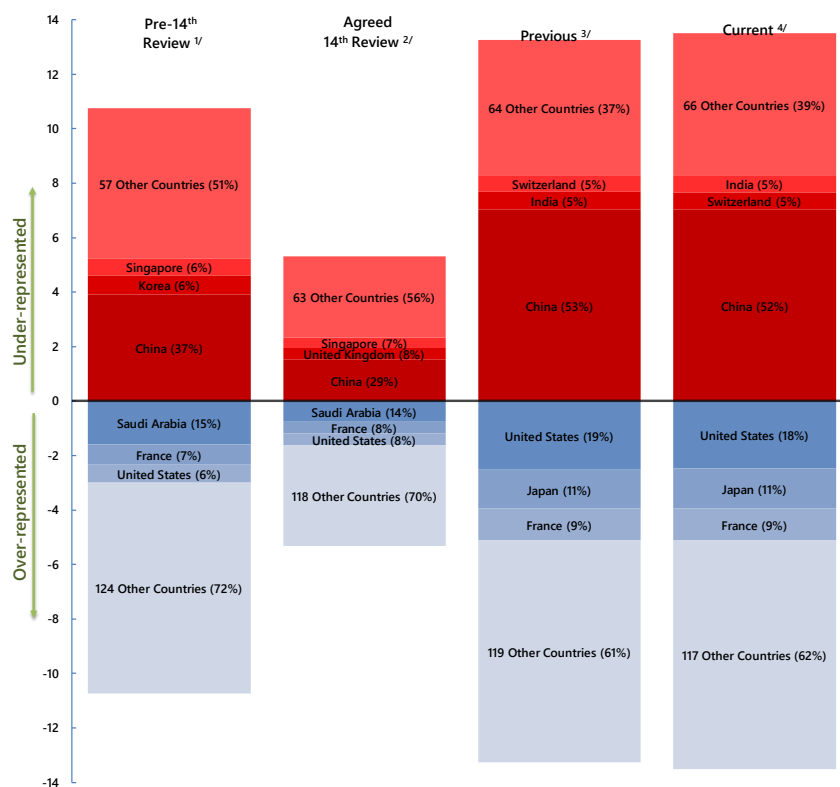 14
12
10
8
6
4
2
0
-2
-4
-6
-8
-10
-12
-14
Under-represented
Over-represented
Pre-14th
Review 1/
57 Other Countries (51%)
Singapore (6%)
Korea (6%)
China (37%)
Saudi Arabia (15%)
France (7%)
United States (6%)
124 Other Countries (72%)
Agreed
14th Review 2/
63 Other Countries (56%)
Singapore (7%)
United Kingdom (8%)
China (29%)
Saudi Arabia (14%)
France (8%)
United States (8%)
118 Other Countries (70%)
Previous 3/
64 Other Countries (37%)
Switzerland (5%)
India (5%)
China (53%)
United States (19%)
Japan (11%)
France (9%)
119 Other Countries (61%)
Current 4/
66 Other Countries (39%)
India (5%)
Switzerland (5%)
China (52%)
United States (18%)
Japan (11%)
France (9%)
117 Other Countries (62%)